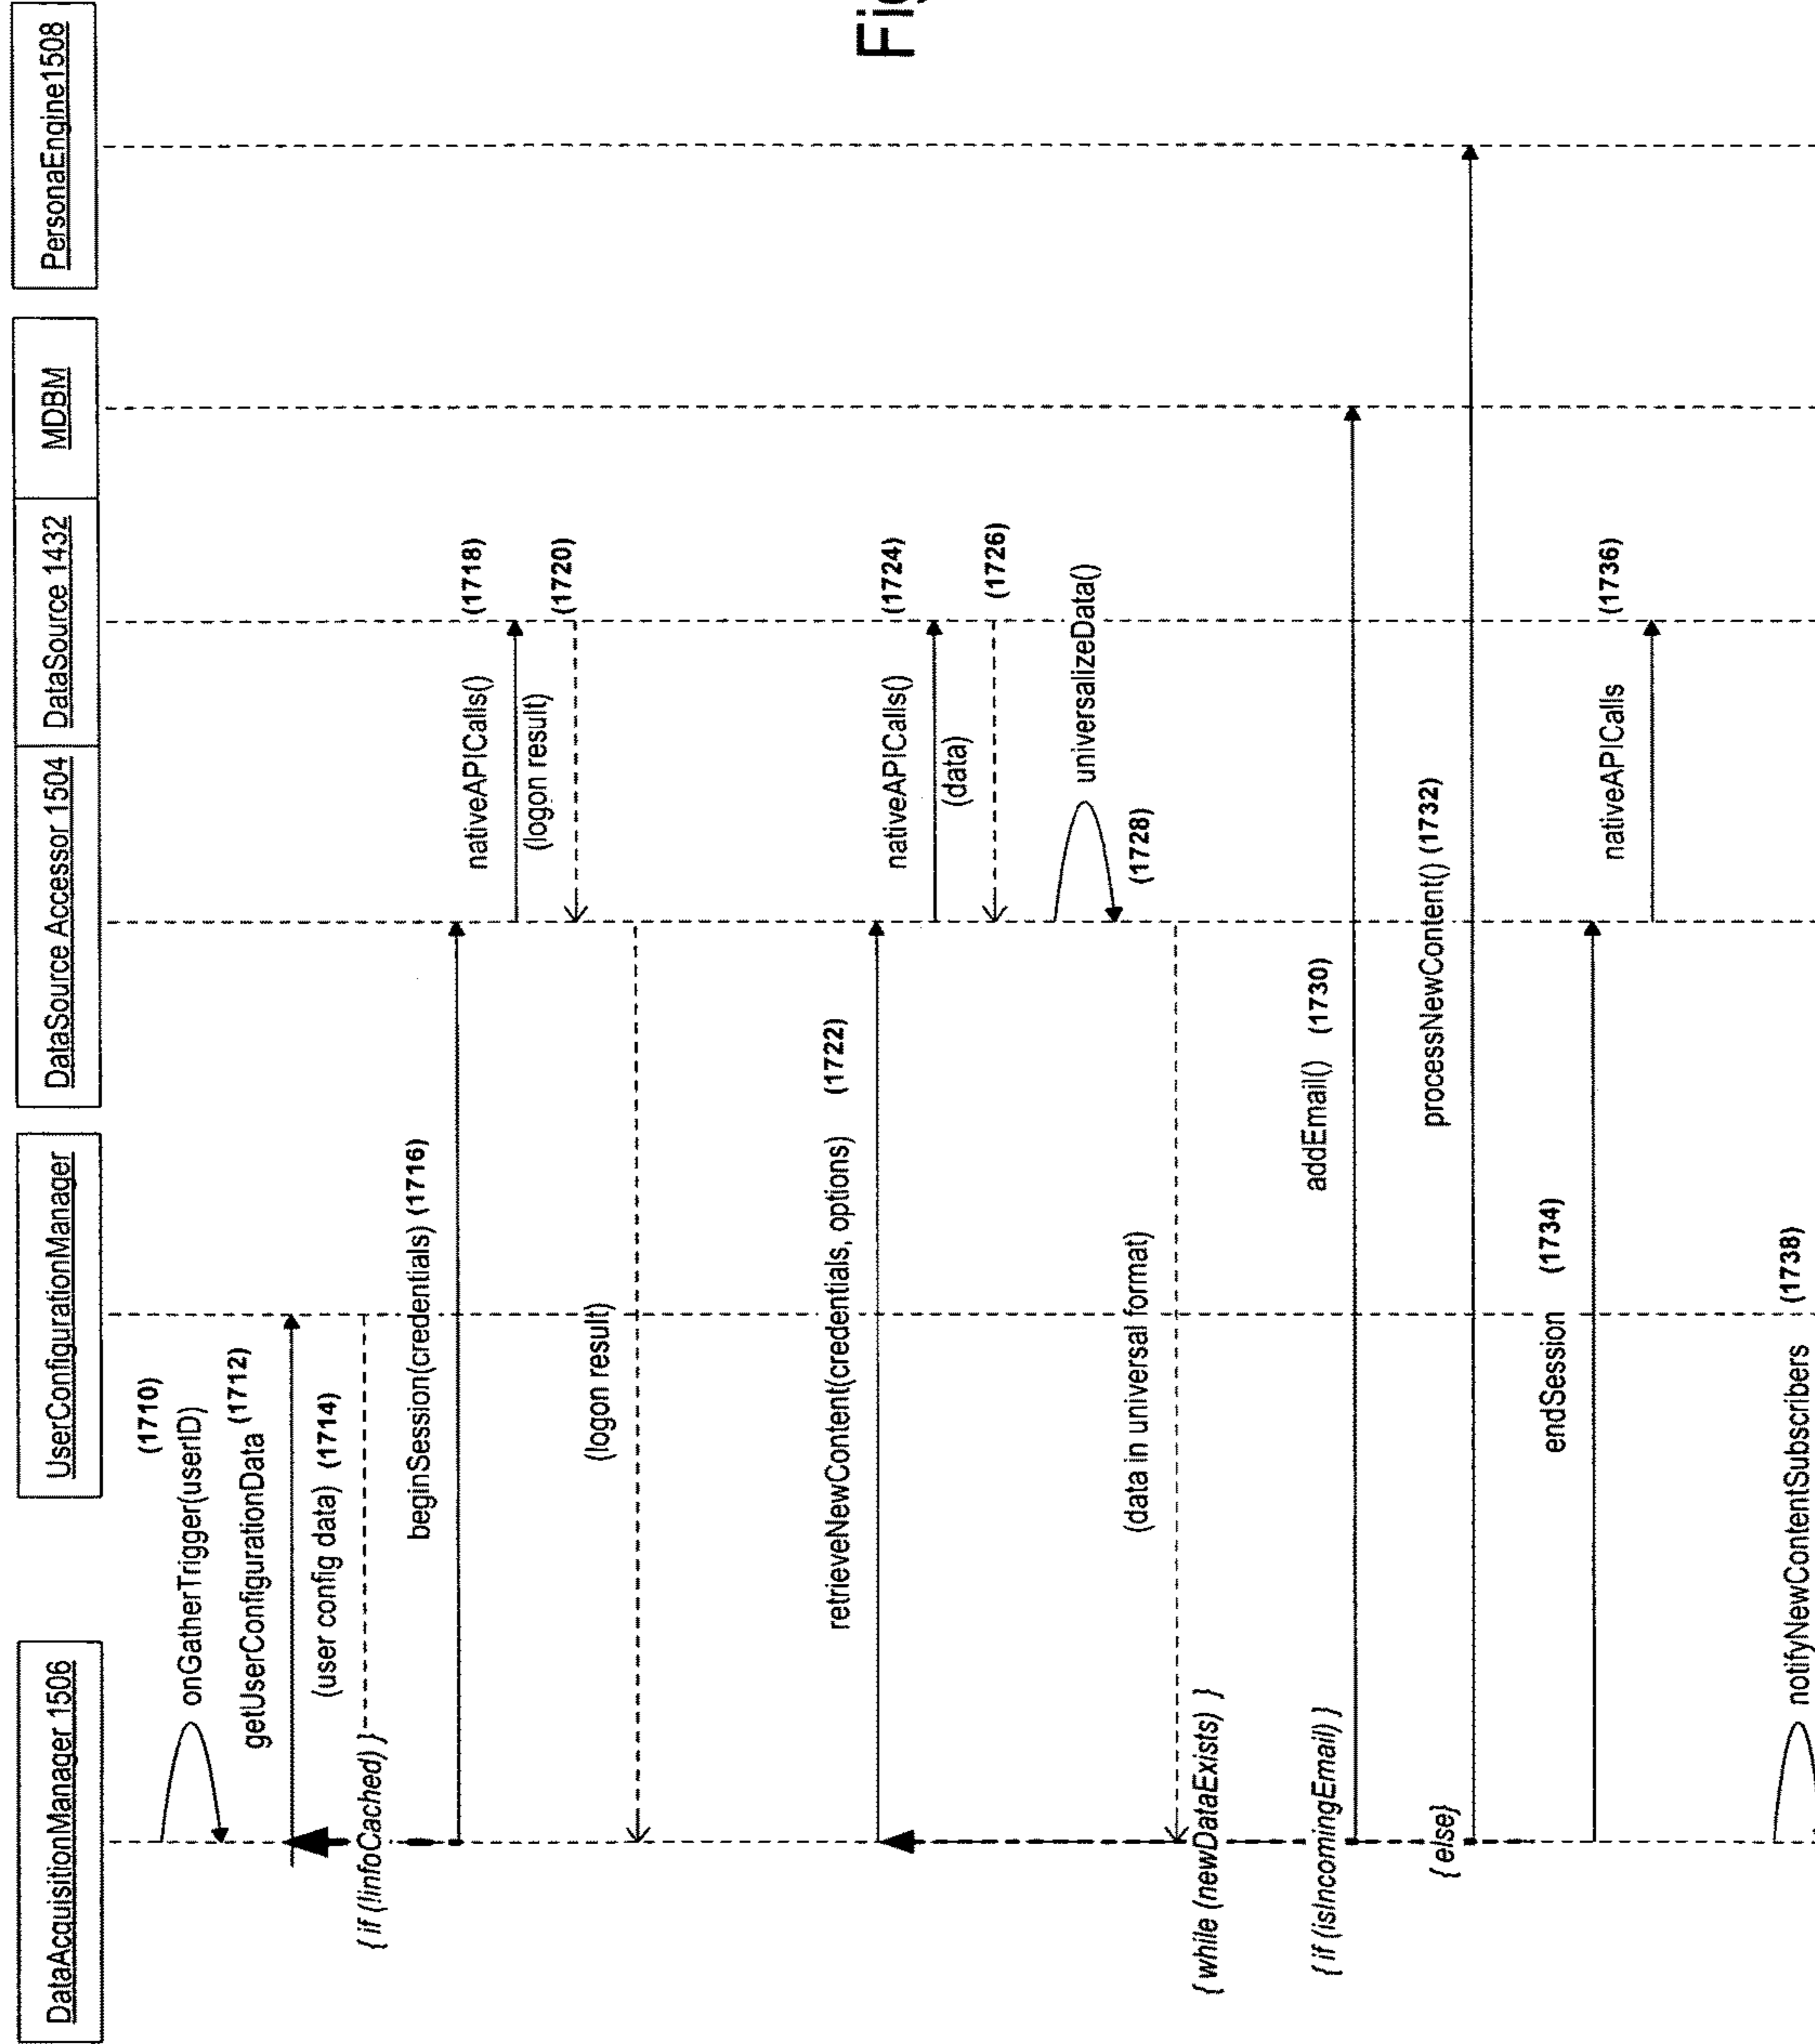 DataAcquisitionManager 1506
UserConfigurationManager
DataSource Accessor 1504
DataSource 1432
MDBM
PersonaEngine1508
(1710)
onGatherTrigger(userID)
getUserConfigurationData (1712)
(user config data) (1714)
{ if (!infoCached) }
beginSession(credentials) (1716)
nativeAPICalls() (1718)
(logon result) (1720)
(logon result)
retrieveNewContent(credentials, options) (1722)
nativeAPICalls() (1724)
(data) (1726)
universalizeData()
(1728)
(data in universal format)
{ while (newDataExists) }
{ if (isIncomingEmail) }
addEmail() (1730)
{ else}
processNewContent() (1732)
endSession (1734)
nativeAPICalls (1736)
notifyNewContentSubscribers (1738)